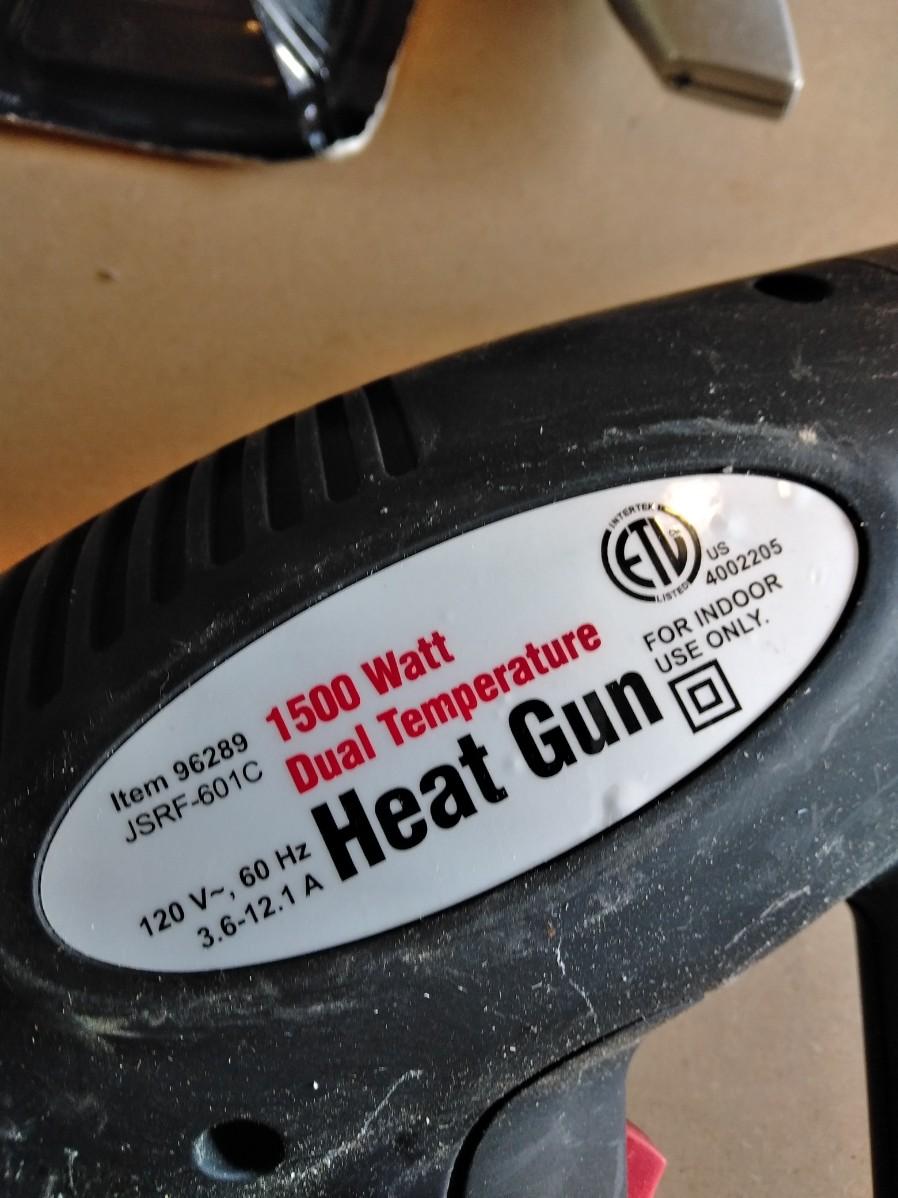 INTERTEK
ETL
LISTED
US
4002205
FOR INDOOR
USE ONLY.
1500 Watt
Dual Temperature
Heat Gun
Item 96289
JSRF-601C
120 V~, 60 Hz
3.6-12.1 A